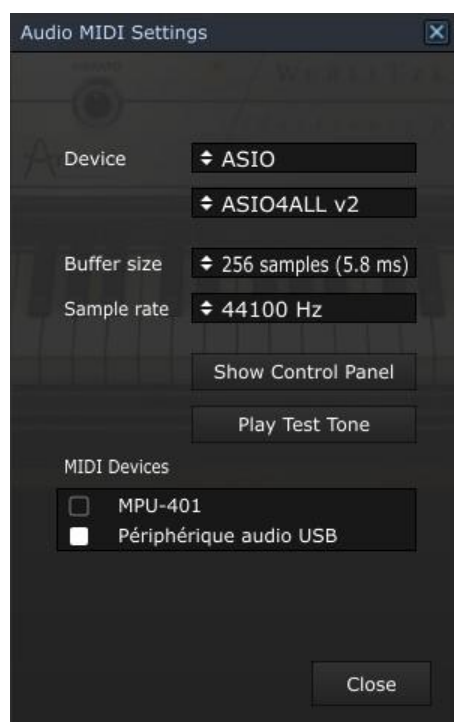 Audio MIDI Settings
Device
ASIO
ASIO4ALL v2
Buffer size
256 samples (5.8 ms)
Sample rate
44100 Hz
Show Control Panel
Play Test Tone
MIDI Devices
MPU-401
Périphérique audio USB
Close